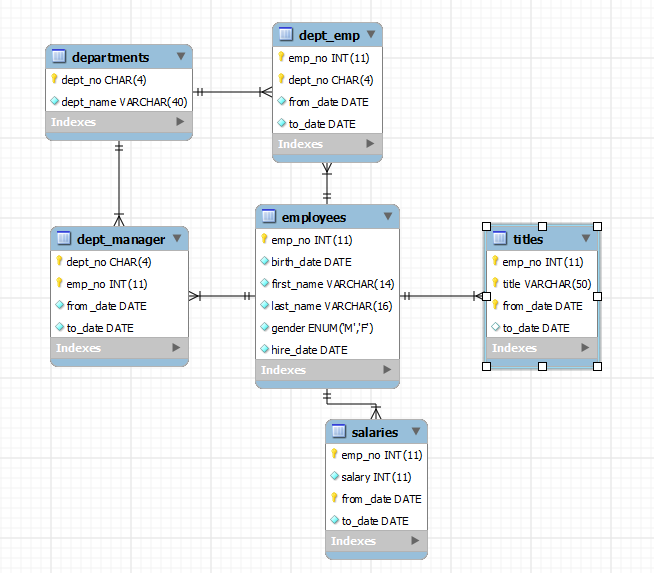 departments
dept_no CHAR(4)
dept_name VARCHAR(40)
Indexes
dept_emp
emp_no INT(11)
dept_no CHAR(4)
from_date DATE
to_date DATE
Indexes
dept_manager
dept_no CHAR(4)
emp_no INT(11)
from_date DATE
to_date DATE
Indexes
employees
emp_no INT(11)
birth_date DATE
first_name VARCHAR(14)
last_name VARCHAR(16)
gender ENUM('M','F')
hire_date DATE
Indexes
titles
emp_no INT(11)
title VARCHAR(50)
from_date DATE
to_date DATE
Indexes
salaries
emp_no INT(11)
salary INT(11)
from_date DATE
to_date DATE
Indexes